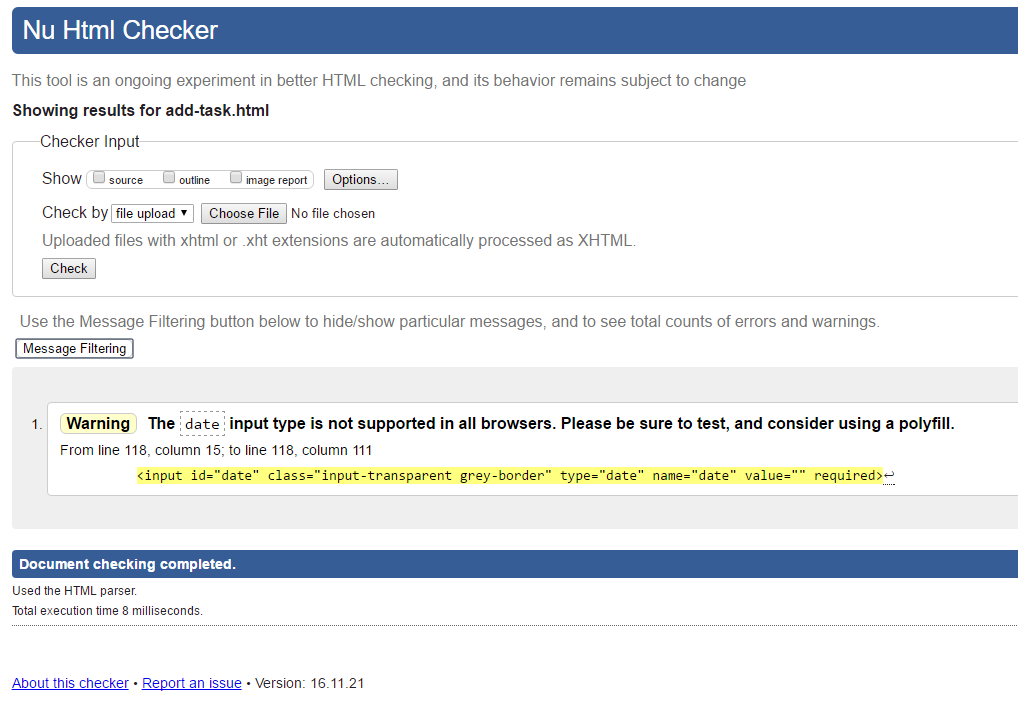 Nu Html Checker
This tool is an ongoing experiment in better HTML checking, and its behavior remains subject to change
Showing results for add-task.html
Checker Input
Show source outline image report Options...
Check by file upload ▼ Choose File No file chosen
Uploaded files with xhtml or .xht extensions are automatically processed as XHTML.
Check
Use the Message Filtering button below to hide/show particular messages, and to see total counts of errors and warnings.
Message Filtering
1. Warning The date input type is not supported in all browsers. Please be sure to test, and consider using a polyfill.
From line 118, column 15; to line 118, column 111
<input id="date" class="input-transparent grey-border" type="date" name="date" value="" required>↩
Document checking completed.
Used the HTML parser.
Total execution time 8 milliseconds.
About this checker • Report an issue • Version: 16.11.21